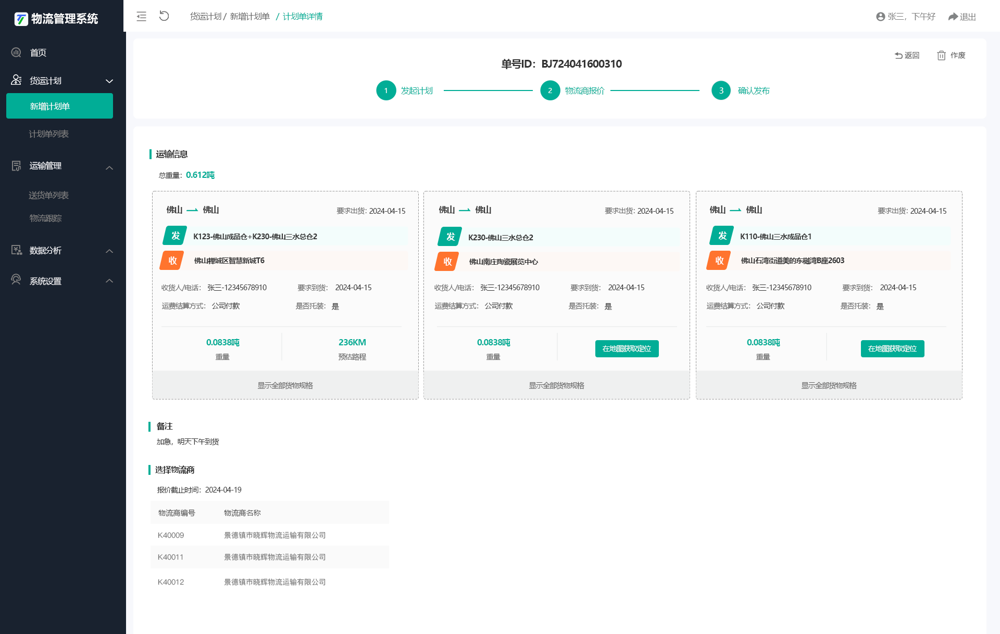 物流管理系统
首页
货运计划
新增计划单
计划单列表
运输管理
送货单列表
物流跟踪
数据分析
系统设置
货运计划 / 新增计划单 / 计划单详情
张三，下午好
退出
返回
作废
单号ID：BJ724041600310
1 发起计划
2 物流商报价
3 确认发布
运输信息
总重量：0.612吨
佛山 佛山
要求出货: 2024-04-15
发 K123-佛山成品仓+K230-佛山三水总仓2
收 佛山禅城区智慧新城T6
收货人/电话： 张三-12345678910
要求到货： 2024-04-15
运费结算方式： 公司付款
是否托装： 是
0.0838吨
重量
236KM
预估路程
显示全部货物规格
佛山 佛山
要求出货: 2024-04-15
发 K230-佛山三水总仓2
收 佛山南庄陶瓷展览中心
收货人/电话： 张三-12345678910
要求到货： 2024-04-15
运费结算方式： 公司付款
是否托装： 是
0.0838吨
重量
在地图获取定位
显示全部货物规格
佛山 佛山
要求出货: 2024-04-15
发 K110-佛山三水成品仓1
收 佛山石湾街道美的东樾湾B座2603
收货人/电话： 张三-12345678910
要求到货： 2024-04-15
运费结算方式： 公司付款
是否托装： 是
0.0838吨
重量
在地图获取定位
显示全部货物规格
备注
加急，明天下午到货
选择物流商
报价截止时间：2024-04-19
物流商编号 物流商名称
K40009 景德镇市晓辉物流运输有限公司
K40011 景德镇市晓辉物流运输有限公司
K40012 景德镇市晓辉物流运输有限公司